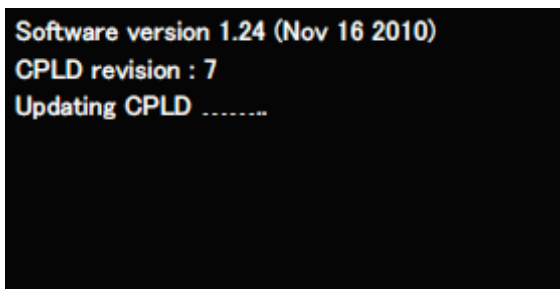 Software version 1.24 (Nov 16 2010)
CPLD revision : 7
Updating CPLD ........